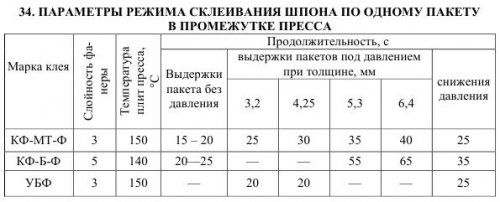 34. ПАРАМЕТРЫ РЕЖИМА СКЛЕИВАНИЯ ШПОНА ПО ОДНОМУ ПАКЕТУ
В ПРОМЕЖУТКЕ ПРЕССА
Марка клея
Слойность фа-
неры
Температура
плит пресса,
°С
Продолжительность, с
Выдержки
пакета без
давления
выдержки пакетов под давлением
при толщине, мм
снижения
давления
3,2 4,25 5,3 6,4
КФ-МТ-Ф 3 150 15 – 20 25 30 35 40 25
КФ-Б-Ф 5 140 20—25 — — 55 65 35
УБФ 3 150 — 20 20 — — 25